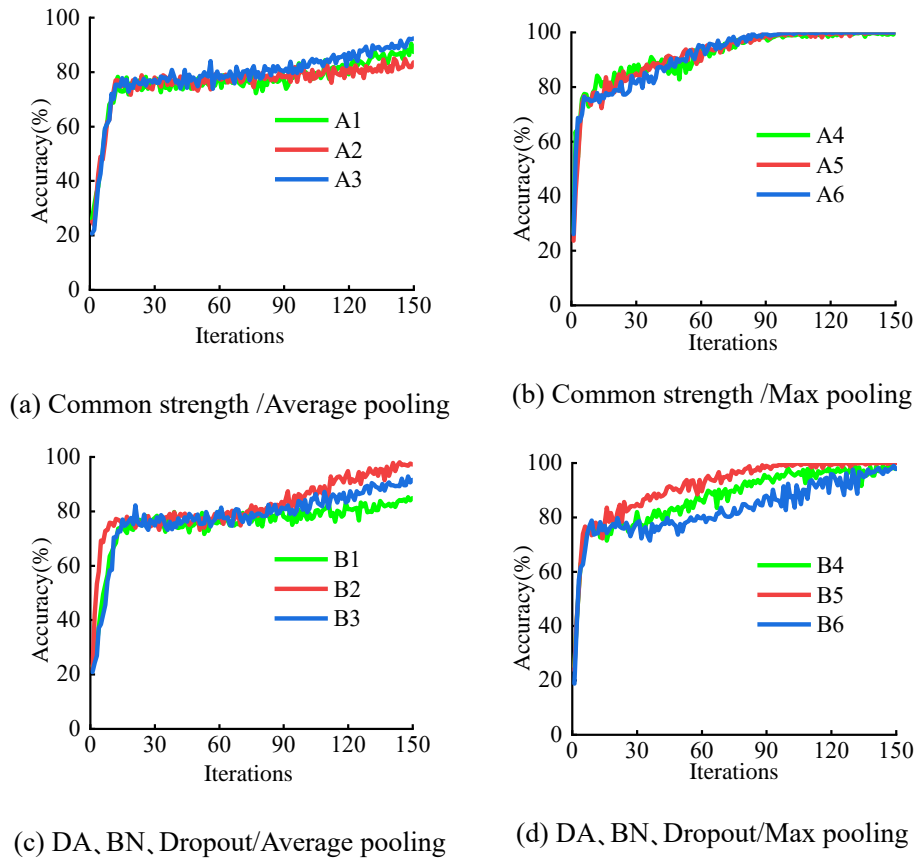 100
80
60
40
20
0
Accuracy(%)
A1
A2
A3
0 30 60 90 120 150
Iterations
(a) Common strength /Average pooling
100
80
60
40
20
0
Accuracy(%)
A4
A5
A6
0 30 60 90 120 150
Iterations
(b) Common strength /Max pooling
100
80
60
40
20
0
Accuracy(%)
B1
B2
B3
0 30 60 90 120 150
Iterations
(c) DA、BN、Dropout/Average pooling
100
80
60
40
20
0
Accuracy(%)
B4
B5
B6
0 30 60 90 120 150
Iterations
(d) DA、BN、Dropout/Max pooling